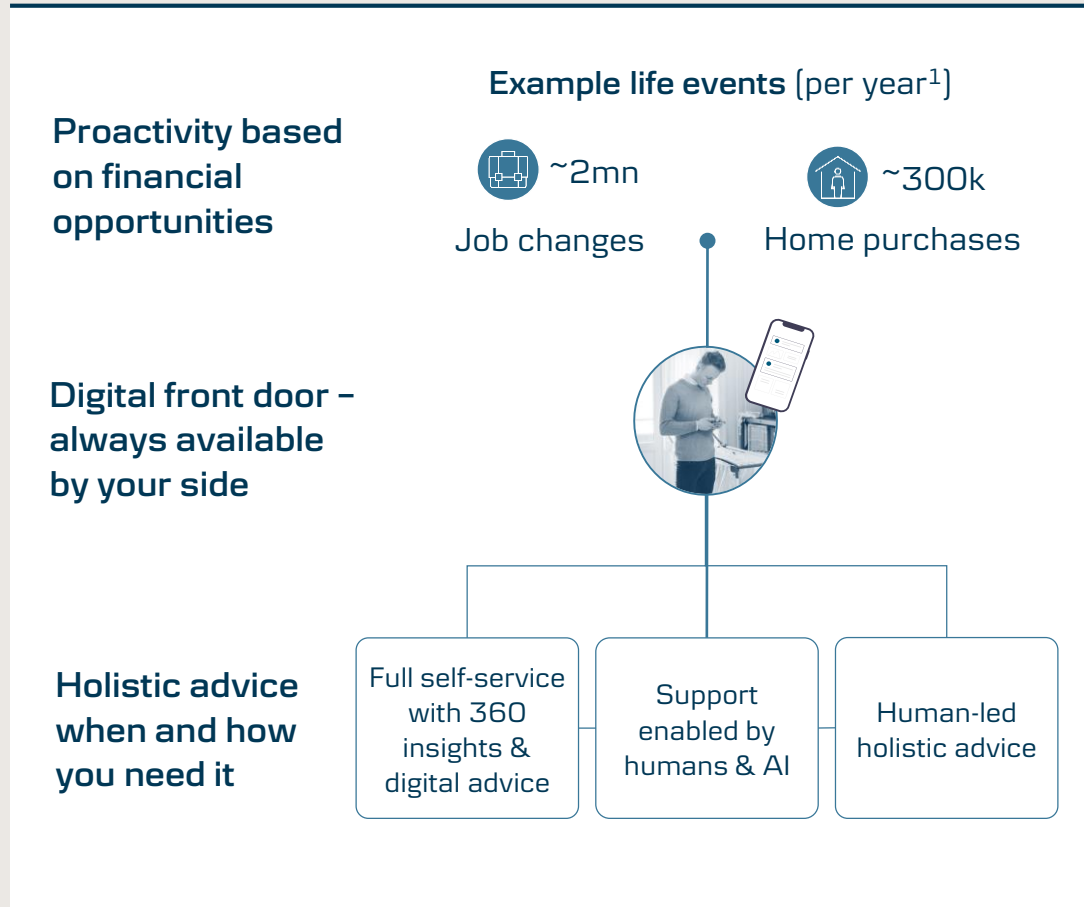 Example life events (per year¹)
Proactivity based
on financial
opportunities
~2mn
Job changes
~300k
Home purchases
Digital front door –
always available
by your side
Holistic advice
when and how
you need it
Full self-service
with 360
insights &
digital advice
Support
enabled by
humans & AI
Human-led
holistic advice